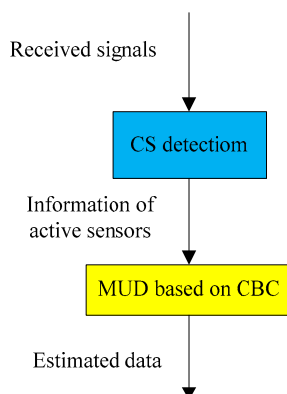 Received signals
CS detectiom
Information of
active sensors
MUD based on CBC
Estimated data